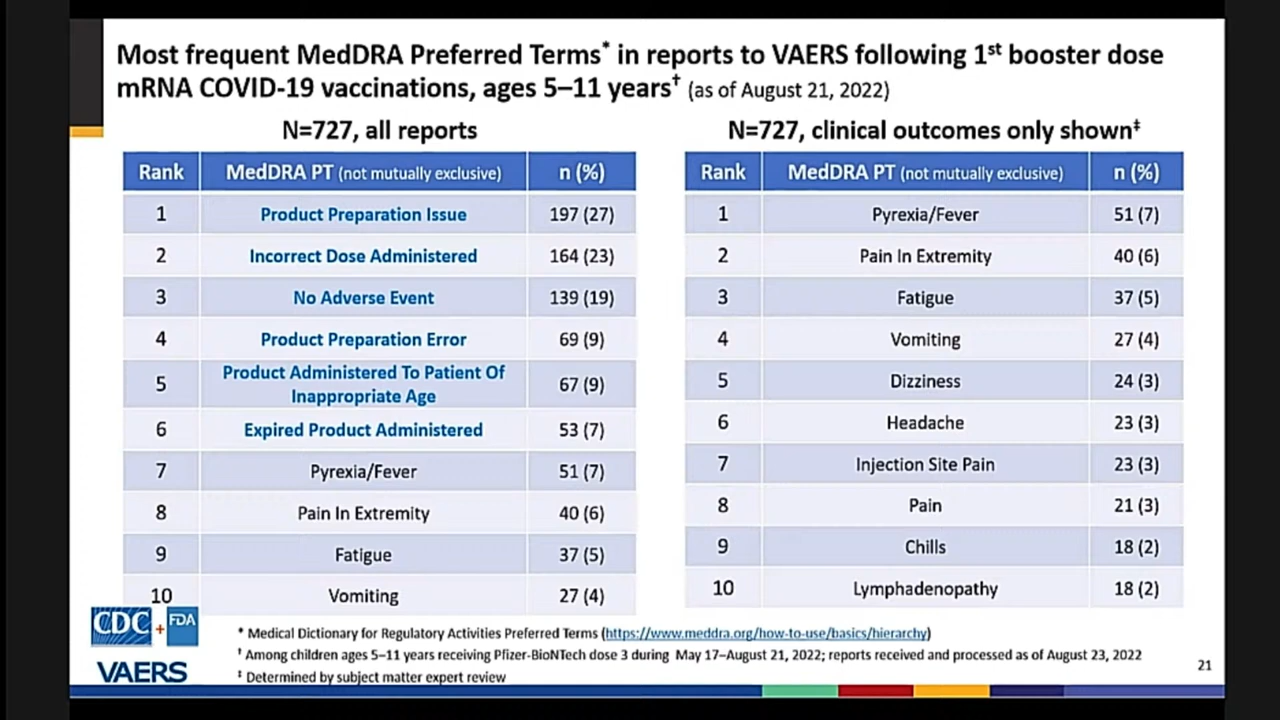 Most frequent MedDRA Preferred Terms* in reports to VAERS following 1st booster dose
mRNA COVID-19 vaccinations, ages 5–11 years† (as of August 21, 2022)
N=727, all reports
Rank MedDRA PT (not mutually exclusive) n (%)
1 Product Preparation Issue 197 (27)
2 Incorrect Dose Administered 164 (23)
3 No Adverse Event 139 (19)
4 Product Preparation Error 69 (9)
5 Product Administered To Patient Of
Inappropriate Age 67 (9)
6 Expired Product Administered 53 (7)
7 Pyrexia/Fever 51 (7)
8 Pain In Extremity 40 (6)
9 Fatigue 37 (5)
10 Vomiting 27 (4)
N=727, clinical outcomes only shown‡
Rank MedDRA PT (not mutually exclusive) n (%)
1 Pyrexia/Fever 51 (7)
2 Pain In Extremity 40 (6)
3 Fatigue 37 (5)
4 Vomiting 27 (4)
5 Dizziness 24 (3)
6 Headache 23 (3)
7 Injection Site Pain 23 (3)
8 Pain 21 (3)
9 Chills 18 (2)
10 Lymphadenopathy 18 (2)
CDC + FDA
VAERS
* Medical Dictionary for Regulatory Activities Preferred Terms (https://www.meddra.org/how-to-use/basics/hierarchy)
† Among children ages 5–11 years receiving Pfizer-BioNTech dose 3 during May 17–August 21, 2022; reports received and processed as of August 23, 2022
‡ Determined by subject matter expert review
21